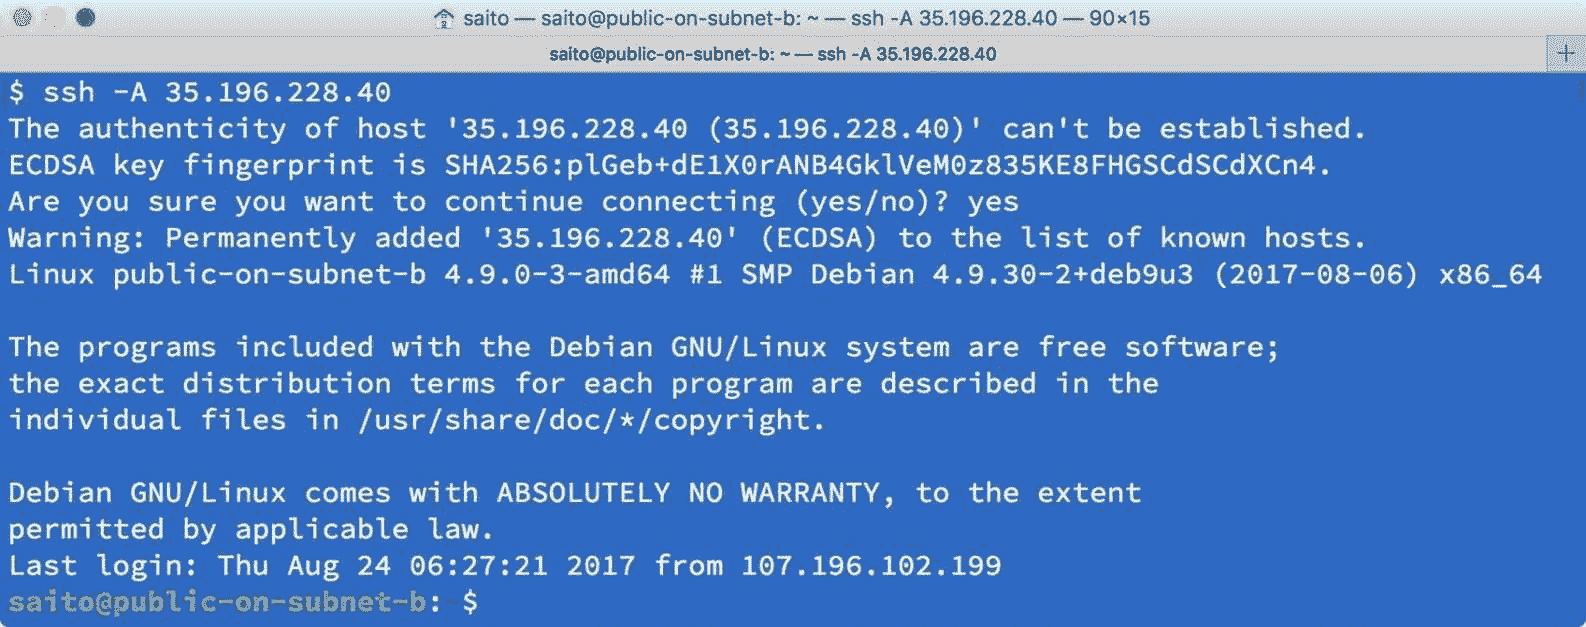 saito — saito@public-on-subnet-b: ~ — ssh -A 35.196.228.40 — 90×15
saito@public-on-subnet-b: ~ — ssh -A 35.196.228.40
$ ssh -A 35.196.228.40
The authenticity of host '35.196.228.40 (35.196.228.40)' can't be established.
ECDSA key fingerprint is SHA256:plGeb+dE1X0rANB4GklVeM0z835KE8FHGSCdSCdXCn4.
Are you sure you want to continue connecting (yes/no)? yes
Warning: Permanently added '35.196.228.40' (ECDSA) to the list of known hosts.
Linux public-on-subnet-b 4.9.0-3-amd64 #1 SMP Debian 4.9.30-2+deb9u3 (2017-08-06) x86_64
The programs included with the Debian GNU/Linux system are free software;
the exact distribution terms for each program are described in the
individual files in /usr/share/doc/*/copyright.
Debian GNU/Linux comes with ABSOLUTELY NO WARRANTY, to the extent
permitted by applicable law.
Last login: Thu Aug 24 06:27:21 2017 from 107.196.102.199
saito@public-on-subnet-b:~$